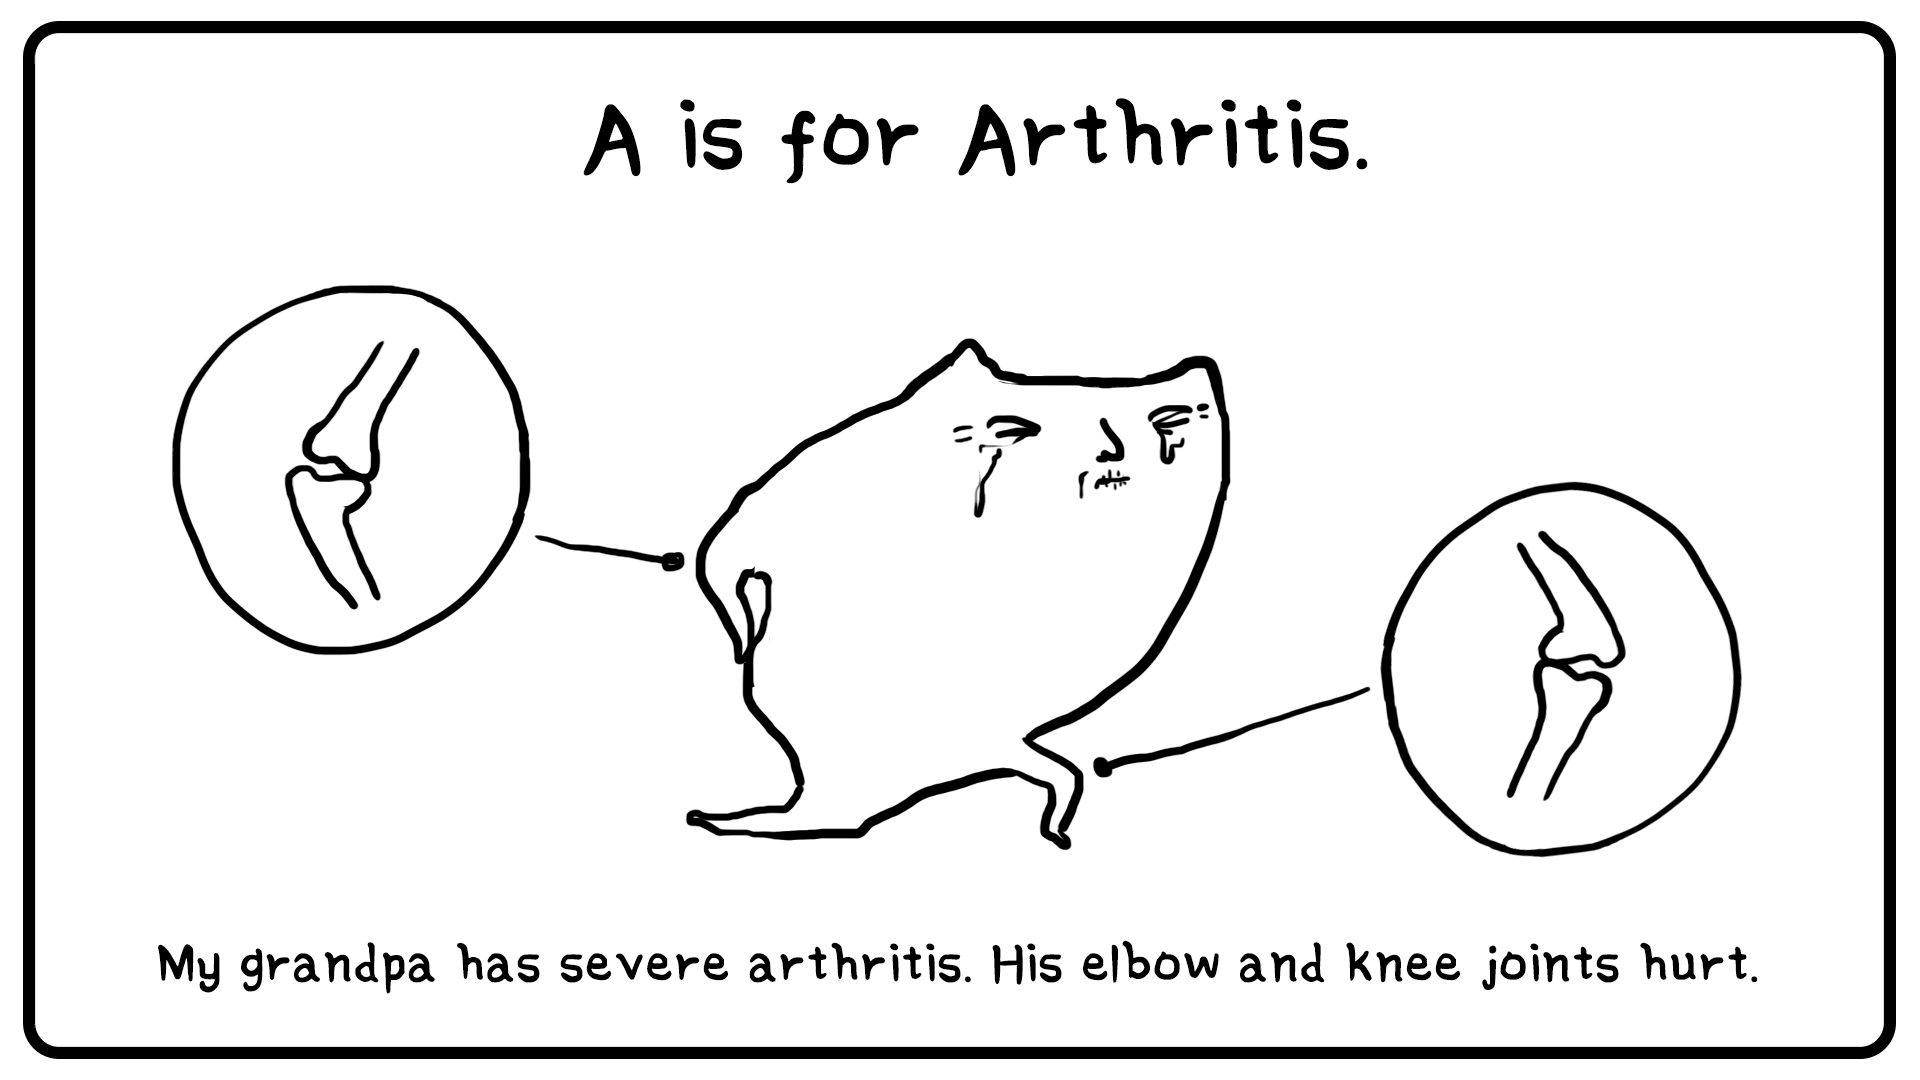 A is for Arthritis.
My grandpa has severe arthritis. His elbow and knee joints hurt.